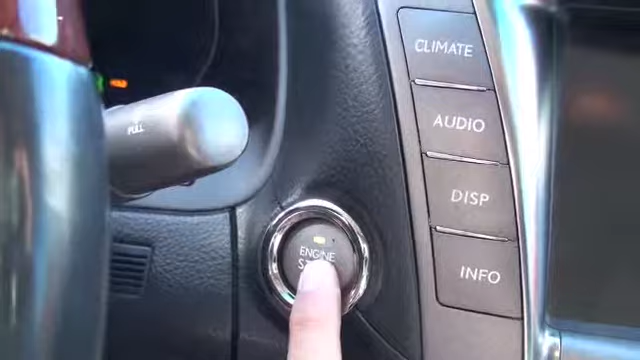 CLIMATE
PULL
AUDIO
DISP
ENGINE
INFO